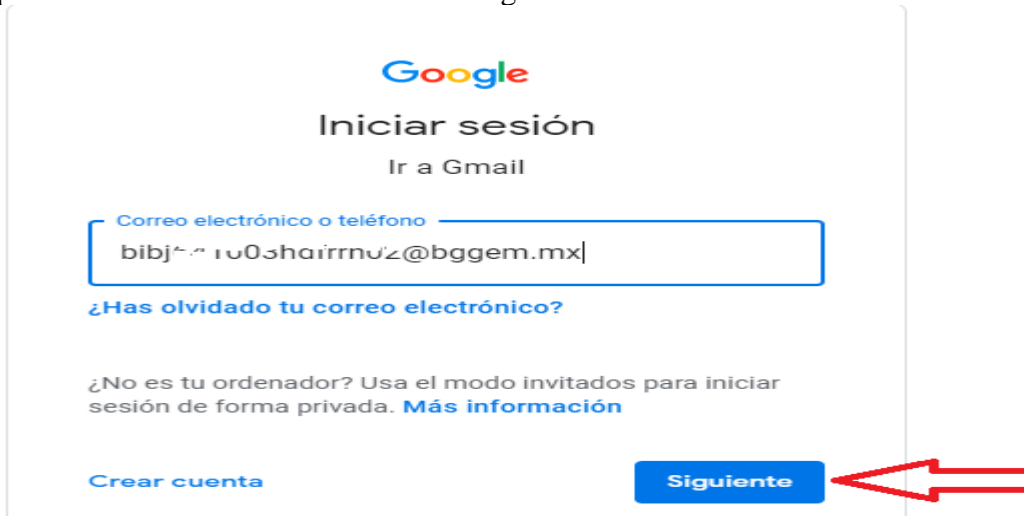 Google
Iniciar sesión
Ir a Gmail
Correo electrónico o teléfono
¿Has olvidado tu correo electrónico?
¿No es tu ordenador? Usa el modo invitados para iniciar
sesión de forma privada. Más información
Crear cuenta
Siguiente